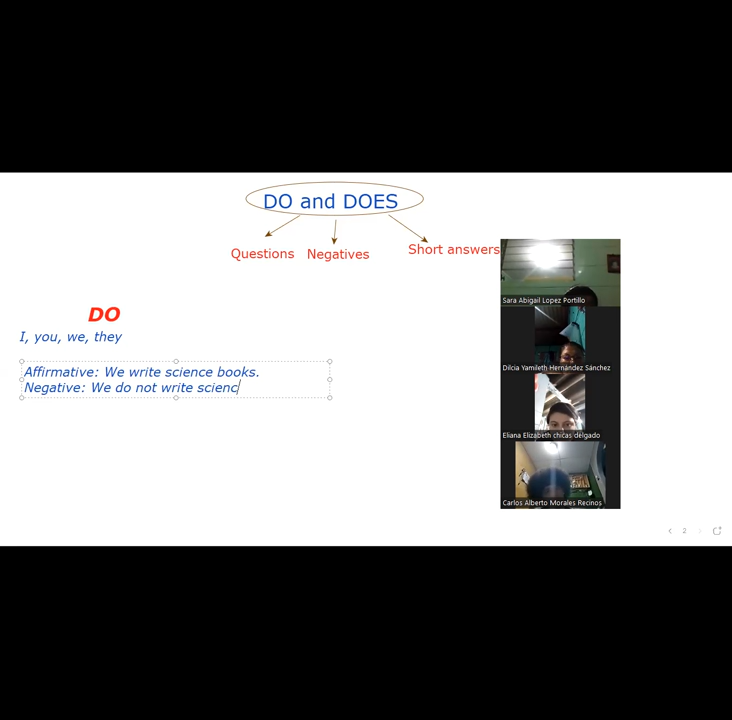 DO and DOES
Questions
Negatives
Short answers
DO
I, you, we, they
Affirmative: We write science books.
Negative: We do not write scienc
Sara Abigail Lopez Portillo
Dilcia Yamileth Hernández Sánchez
Eliana Elizabeth chicas delgado
Carlos Alberto Morales Recinos
2